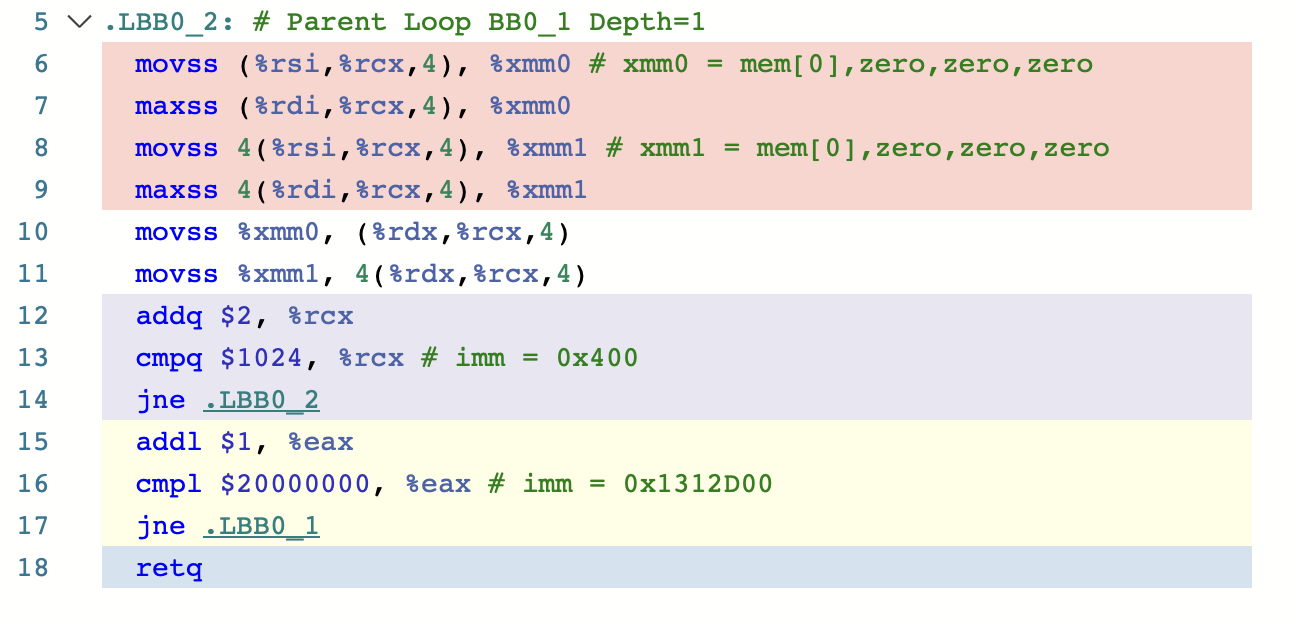 5 .LBB0_2: # Parent Loop BB0_1 Depth=1
6 movss (%rsi,%rcx,4), %xmm0 # xmm0 = mem[0],zero,zero,zero
7 maxss (%rdi,%rcx,4), %xmm0
8 movss 4(%rsi,%rcx,4), %xmm1 # xmm1 = mem[0],zero,zero,zero
9 maxss 4(%rdi,%rcx,4), %xmm1
10 movss %xmm0, (%rdx,%rcx,4)
11 movss %xmm1, 4(%rdx,%rcx,4)
12 addq $2, %rcx
13 cmpq $1024, %rcx # imm = 0x400
14 jne .LBB0_2
15 addl $1, %eax
16 cmpl $20000000, %eax # imm = 0x1312D00
17 jne .LBB0_1
18 retq